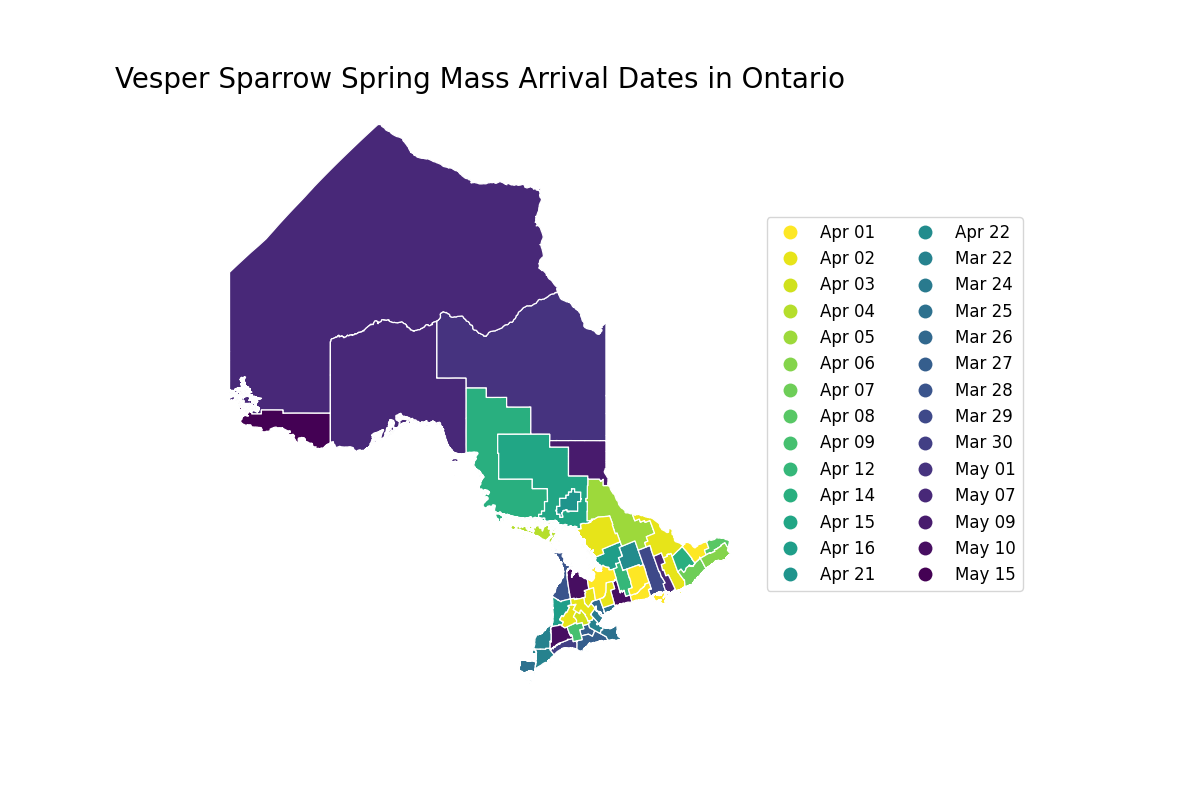 Vesper Sparrow Spring Mass Arrival Dates in Ontario
Apr 01
Apr 02
Apr 03
Apr 04
Apr 05
Apr 06
Apr 07
Apr 08
Apr 09
Apr 12
Apr 14
Apr 15
Apr 16
Apr 21
Apr 22
Mar 22
Mar 24
Mar 25
Mar 26
Mar 27
Mar 28
Mar 29
Mar 30
May 01
May 07
May 09
May 10
May 15